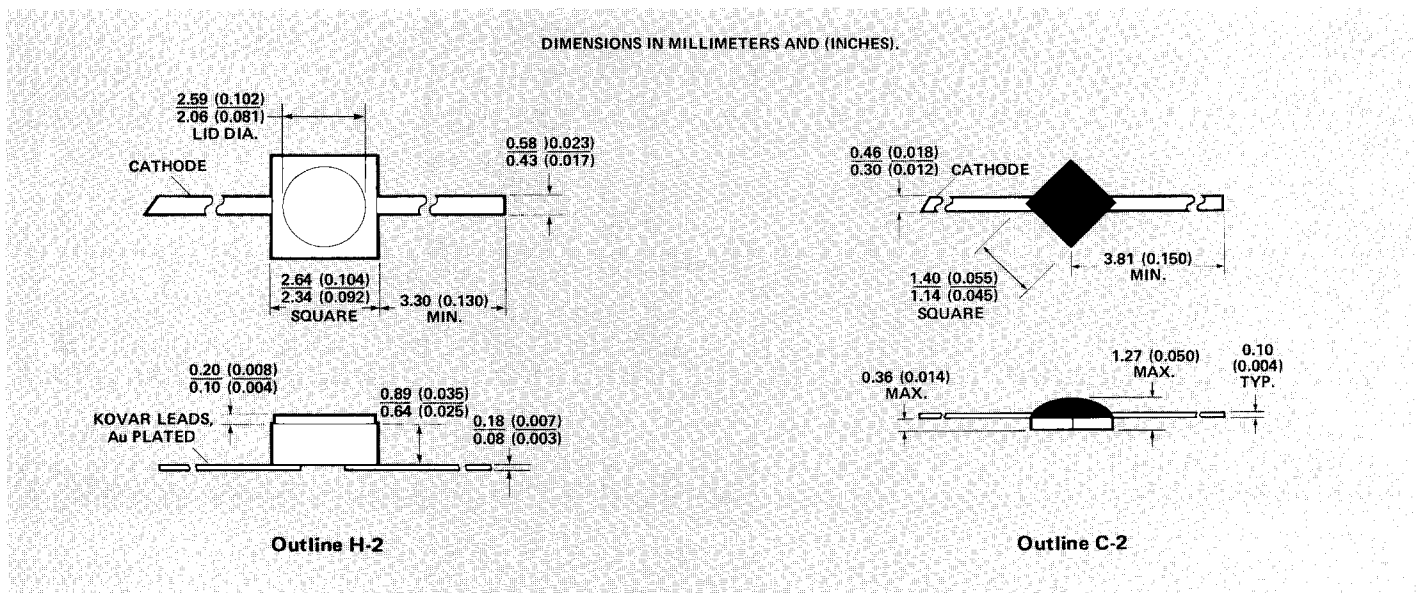 DIMENSIONS IN MILLIMETERS AND (INCHES).
2.59 (0.102)
2.06 (0.081)
LID DIA.
CATHODE
0.58 (0.023)
0.43 (0.017)
2.64 (0.104)
2.34 (0.092)
SQUARE
3.30 (0.130)
MIN.
0.20 (0.008)
0.10 (0.004)
0.89 (0.035)
0.64 (0.025)
KOVAR LEADS,
Au PLATED
0.18 (0.007)
0.08 (0.003)
Outline H-2
0.46 (0.018)
0.30 (0.012)
CATHODE
3.81 (0.150)
MIN.
1.40 (0.055)
1.14 (0.045)
SQUARE
0.36 (0.014)
MAX.
1.27 (0.050)
MAX.
0.10
(0.004)
TYP.
Outline C-2